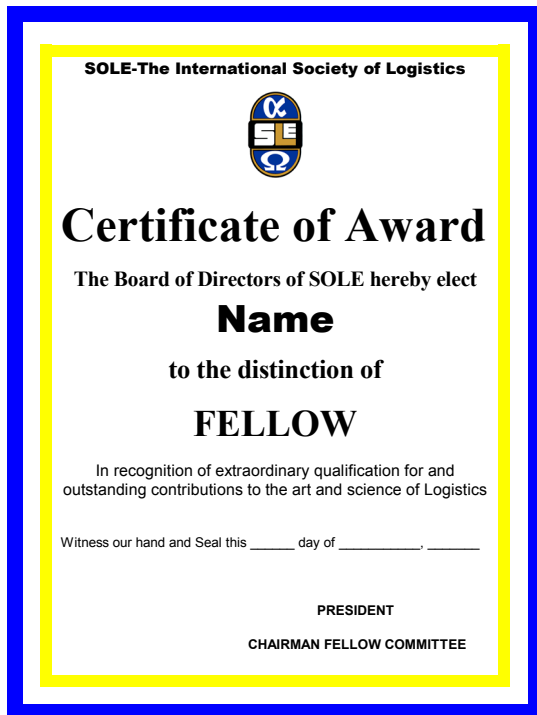 SOLE-The International Society of Logistics
α
SLE
Ω
Certificate of Award
The Board of Directors of SOLE hereby elect
Name
to the distinction of
FELLOW
In recognition of extraordinary qualification for and
outstanding contributions to the art and science of Logistics
Witness our hand and Seal this ______ day of ___________, _______
PRESIDENT
CHAIRMAN FELLOW COMMITTEE